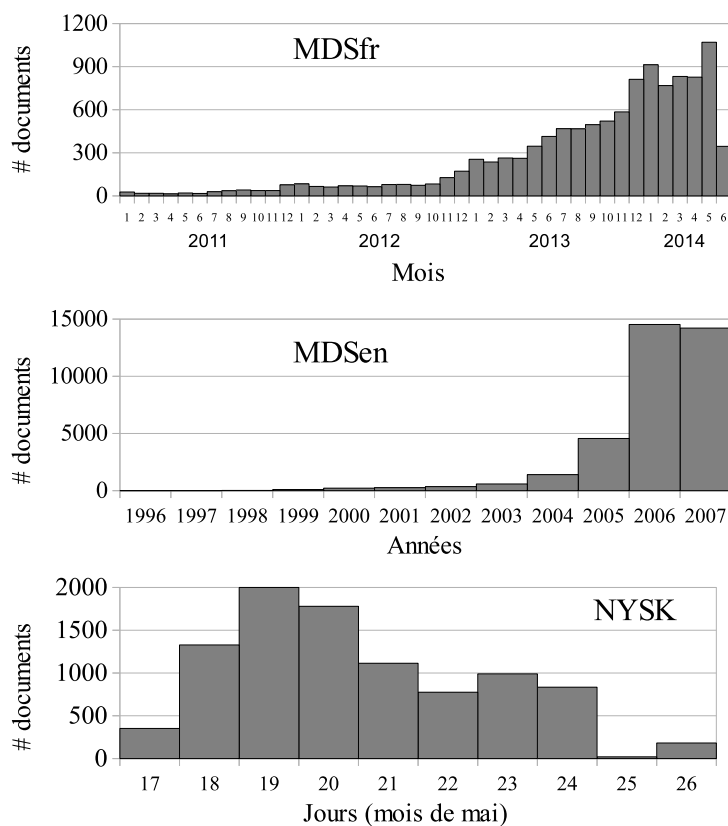 MDSfr
# documents
1200
900
600
300
0
1 2 3 4 5 6 7 8 9 10 11 12 1 2 3 4 5 6 7 8 9 10 11 12 1 2 3 4 5 6 7 8 9 10 11 12 1 2 3 4 5 6
2011 2012 2013 2014
Mois
MDSen
# documents
15000
10000
5000
0
1996 1997 1998 1999 2000 2001 2002 2003 2004 2005 2006 2007
Années
NYSK
# documents
2000
1500
1000
500
0
17 18 19 20 21 22 23 24 25 26
Jours (mois de mai)